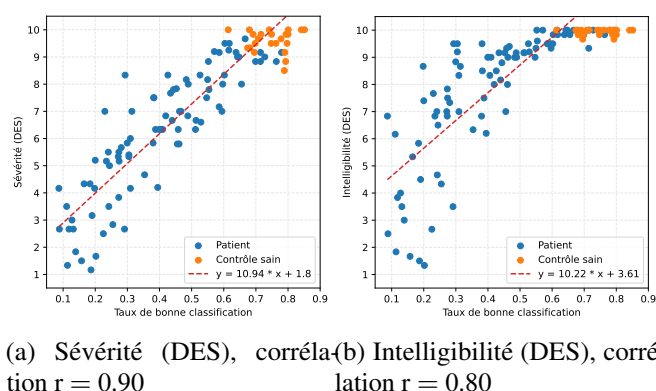 10
9
8
7
6
5
4
3
2
1
Sévérité (DES)
Patient
Contrôle sain
y = 10.94 * x + 1.8
0.1 0.2 0.3 0.4 0.5 0.6 0.7 0.8 0.9
Taux de bonne classification
10
9
8
7
6
5
4
3
2
1
Intelligibilité (DES)
Patient
Contrôle sain
y = 10.22 * x + 3.61
0.1 0.2 0.3 0.4 0.5 0.6 0.7 0.8 0.9
Taux de bonne classification
(a) Sévérité (DES), corréla-
tion r = 0.90
(b) Intelligibilité (DES), corré
lation r = 0.80